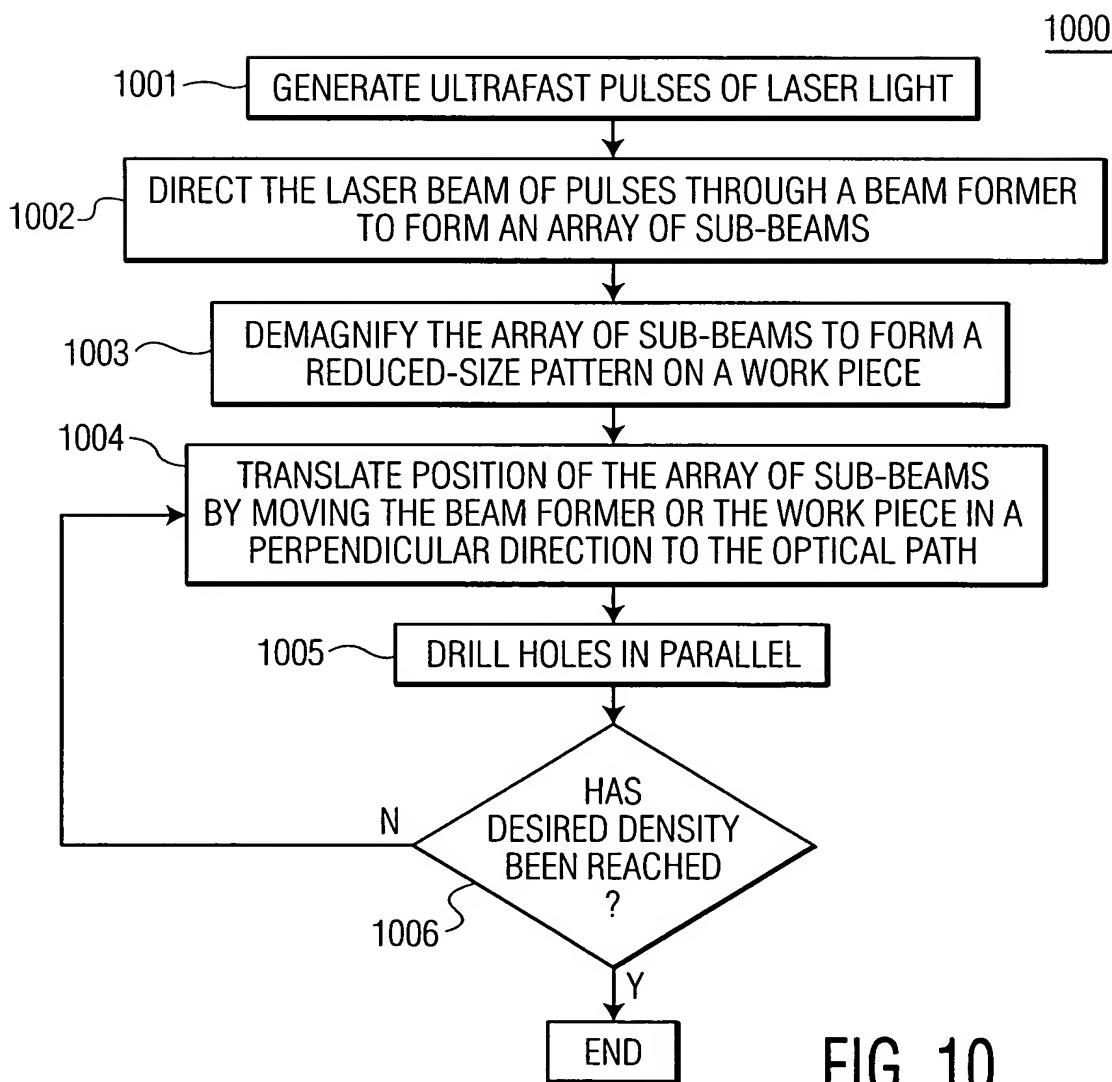 1000
1001
GENERATE ULTRAFAST PULSES OF LASER LIGHT
1002
DIRECT THE LASER BEAM OF PULSES THROUGH A BEAM FORMER
TO FORM AN ARRAY OF SUB-BEAMS
1003
DEMAGNIFY THE ARRAY OF SUB-BEAMS TO FORM A
REDUCED-SIZE PATTERN ON A WORK PIECE
1004
TRANSLATE POSITION OF THE ARRAY OF SUB-BEAMS
BY MOVING THE BEAM FORMER OR THE WORK PIECE IN A
PERPENDICULAR DIRECTION TO THE OPTICAL PATH
1005
DRILL HOLES IN PARALLEL
N
HAS
DESIRED DENSITY
BEEN REACHED
?
1006
Y
END
FIG. 10